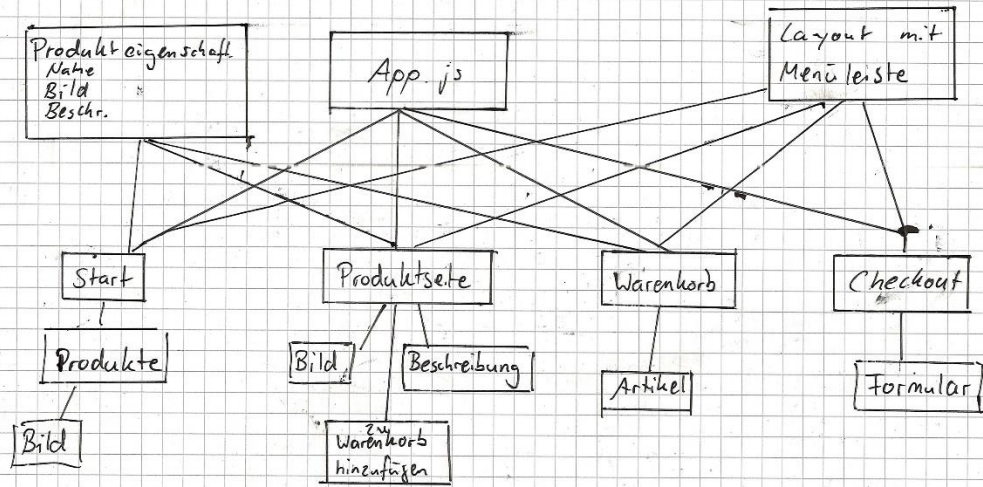 Produkteigenschaft
Name
Bild
Beschr.
App.js
Layout mit
Menüleiste
Start
Produktseite
Warenkorb
Checkout
Produkte
Bild
Beschreibung
Artikel
Formular
Bild
zu
Warenkorb
hinzufügen